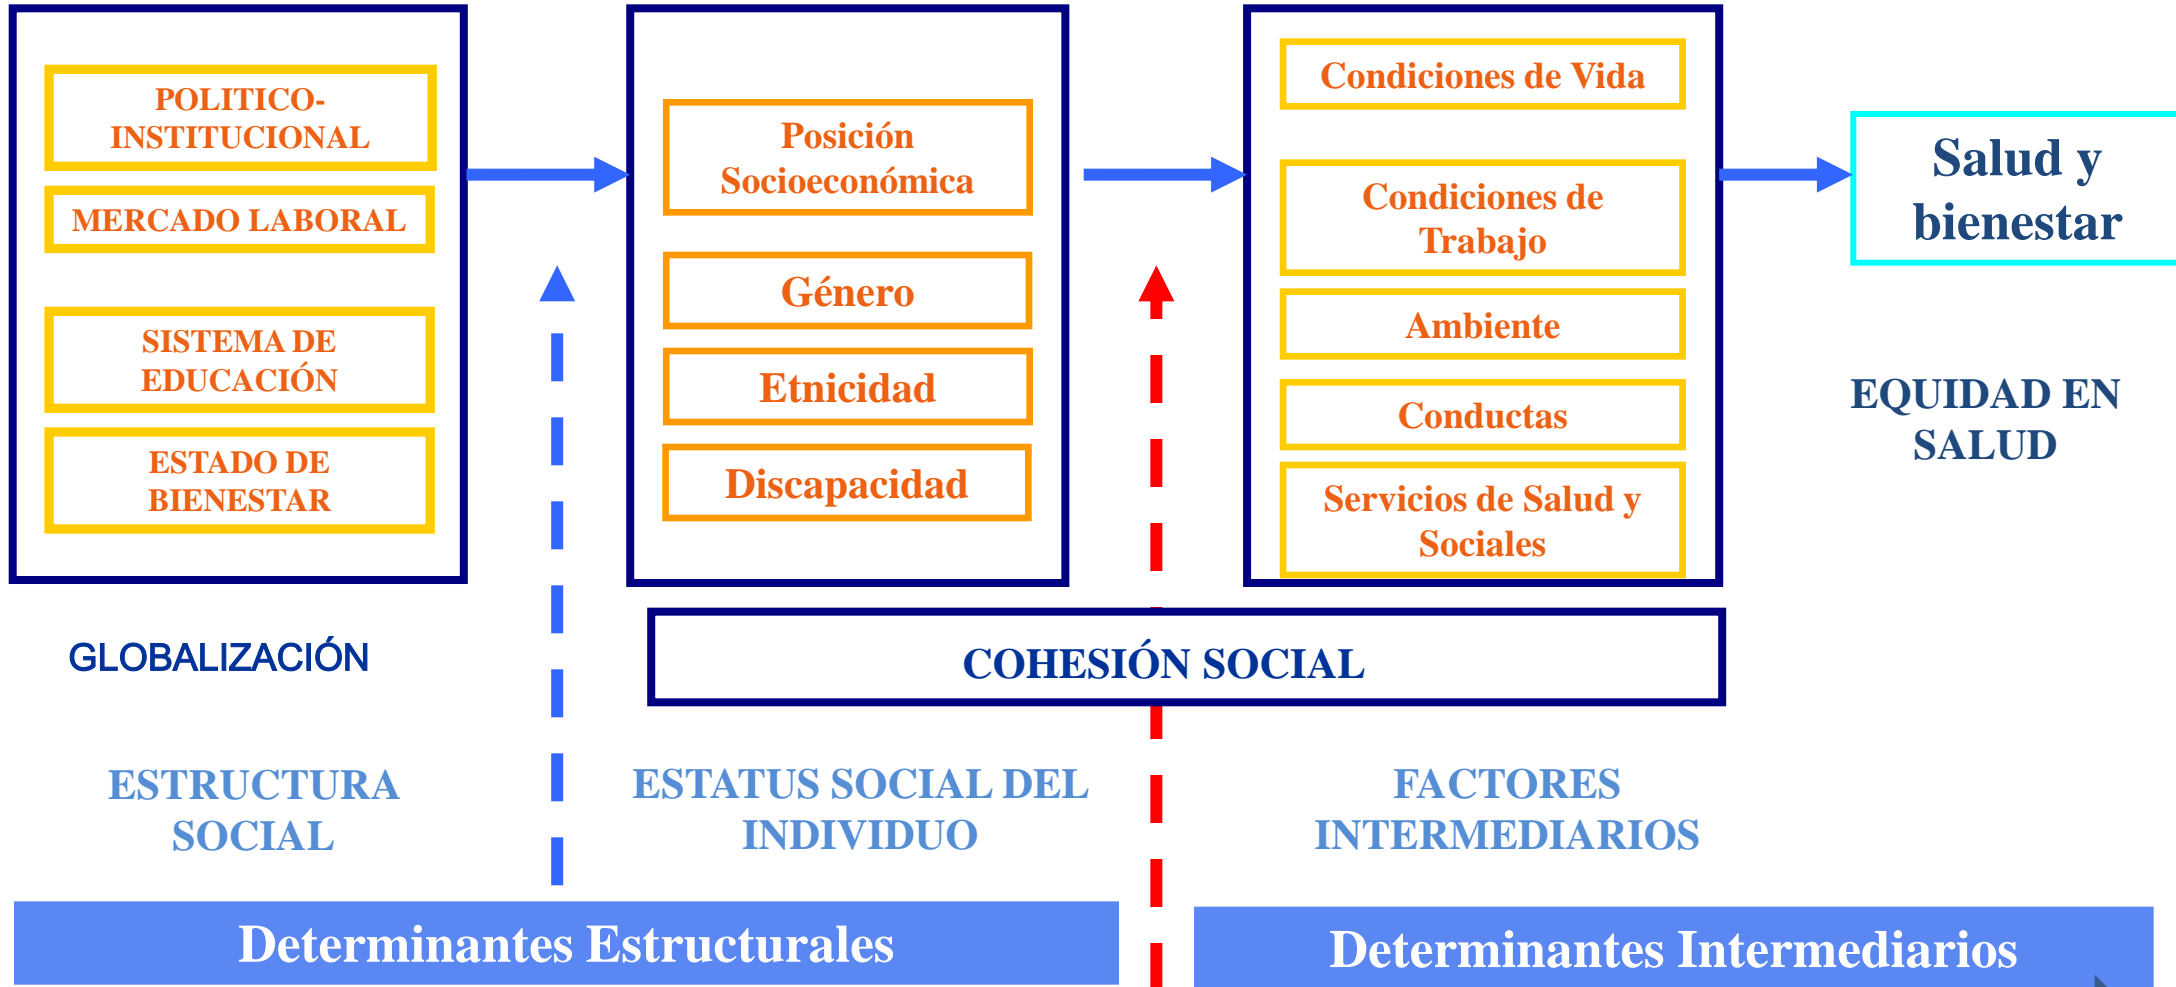 POLITICO-
INSTITUCIONAL
MERCADO LABORAL
SISTEMA DE
EDUCACIÓN
ESTADO DE
BIENESTAR
Posición
Socioeconómica
Género
Etnicidad
Discapacidad
Condiciones de Vida
Condiciones de
Trabajo
Ambiente
Conductas
Servicios de Salud y
Sociales
Salud y
bienestar
EQUIDAD EN
SALUD
GLOBALIZACIÓN
COHESIÓN SOCIAL
ESTRUCTURA
SOCIAL
ESTATUS SOCIAL DEL
INDIVIDUO
FACTORES
INTERMEDIARIOS
Determinantes Estructurales
Determinantes Intermediarios